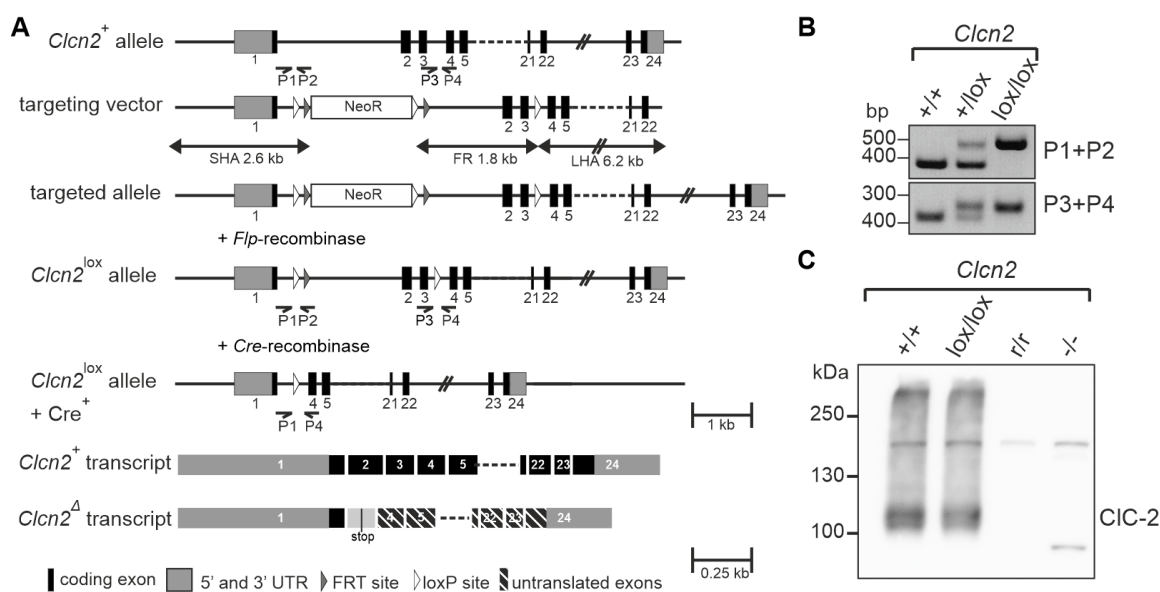 A
Clcn2+ allele
1 2 3 4 5 21 22 23 24
P1 P2 P3 P4
targeting vector
NeoR
1 2 3 4 5 21 22
SHA 2.6 kb FR 1.8 kb LHA 6.2 kb
targeted allele
NeoR
1 2 3 4 5 21 22 23 24
+ Flp-recombinase
Clcn2lox allele
1 2 3 4 5 21 22 23 24
P1 P2 P3 P4
+ Cre-recombinase
Clcn2lox allele
+ Cre+
1 4 5 21 22 23 24
P1 P4
1 kb
Clcn2+ transcript
1 2 3 4 5 22 23 24
Clcn2Δ transcript
1 4 5 22 23 24
stop
0.25 kb
coding exon 5' and 3' UTR FRT site loxP site untranslated exons
B
Clcn2
+/+ +/lox lox/lox
bp
500
400
P1+P2
300
400
P3+P4
C
Clcn2
+/+ lox/lox r/r -/-
kDa
250
130
100
ClC-2